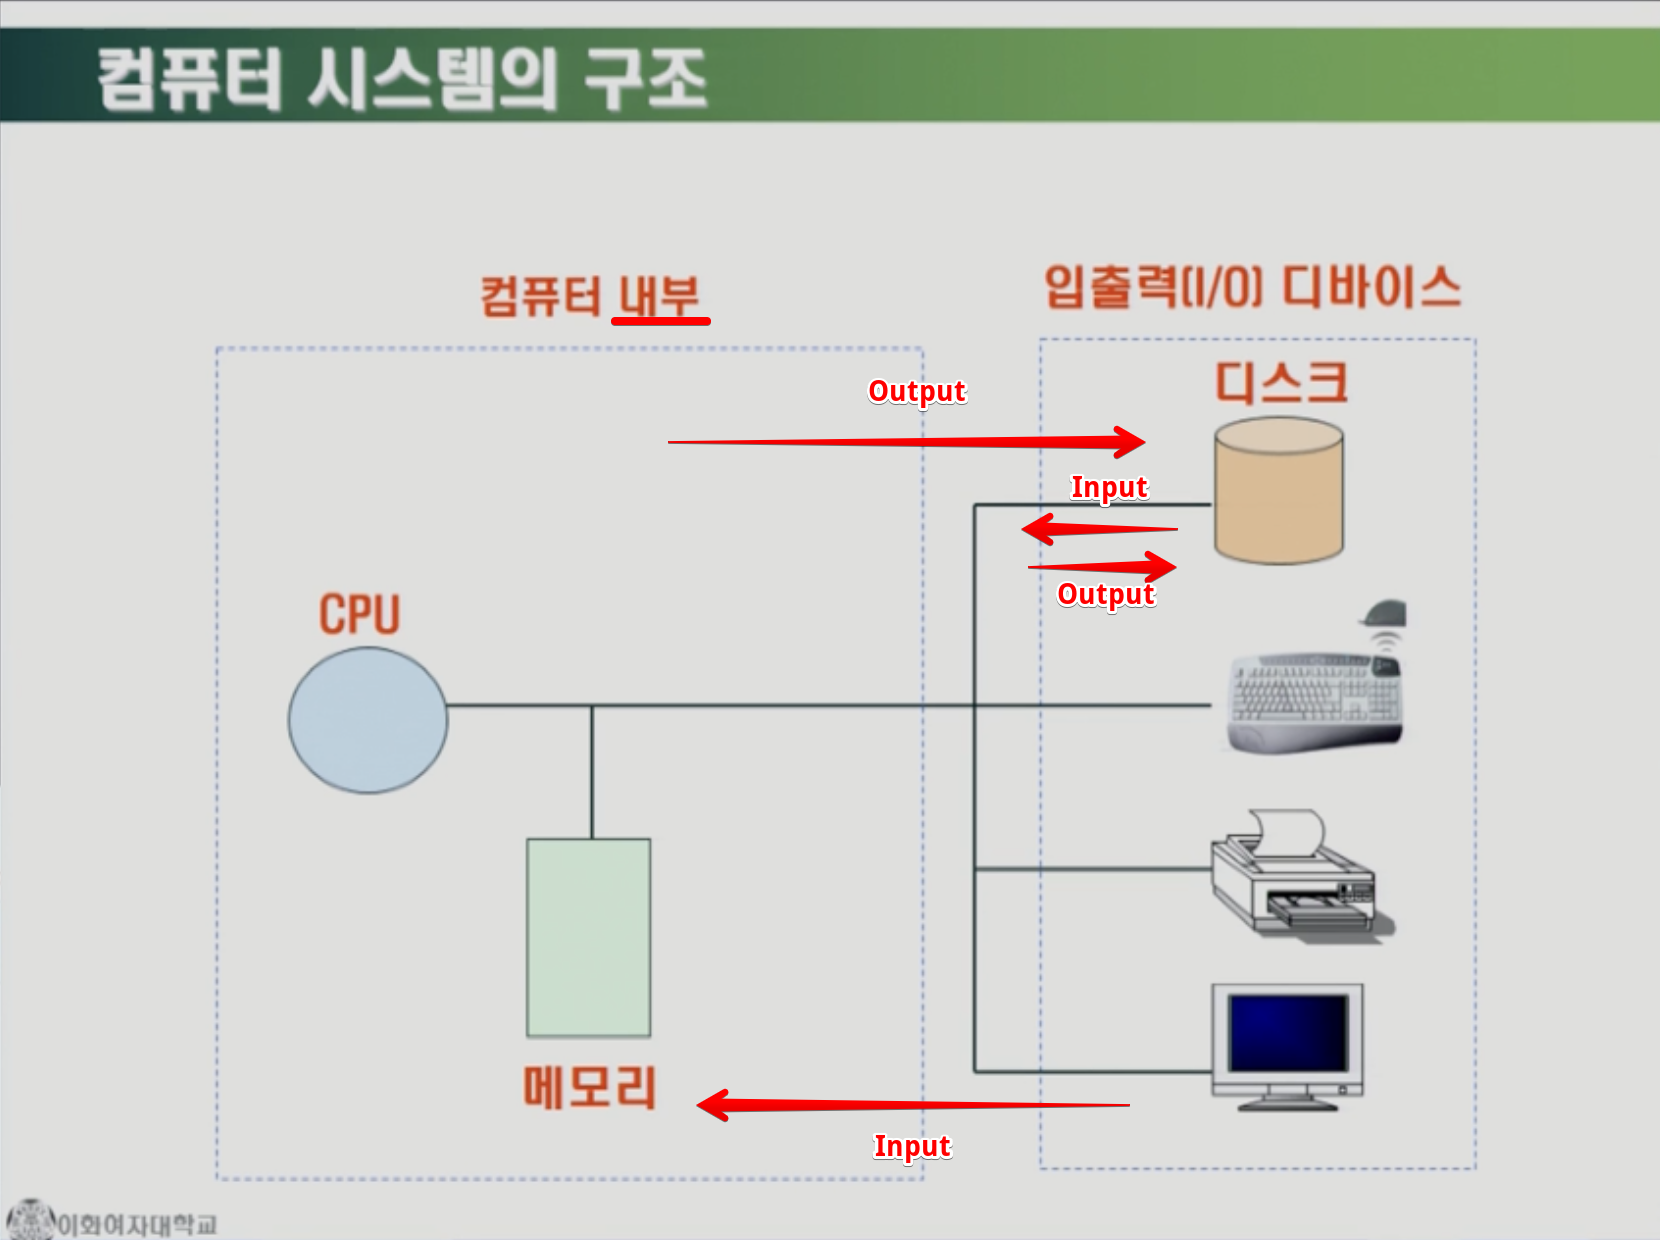 컴퓨터 시스템의 구조
컴퓨터 내부
입출력(I/O) 디바이스
디스크
Output
Input
Output
CPU
메모리
Input
이화여자대학교